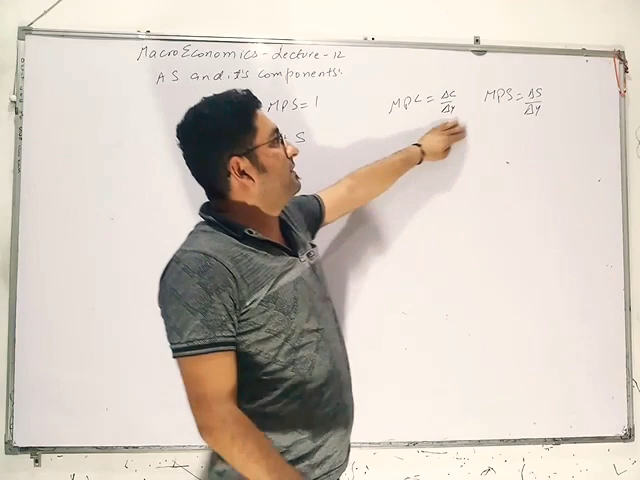 MacroEconomics - Lecture - 12
AS and It's Components:
MPS = 1
MPC = ΔC/Δy
MPS = ΔS/Δy
S